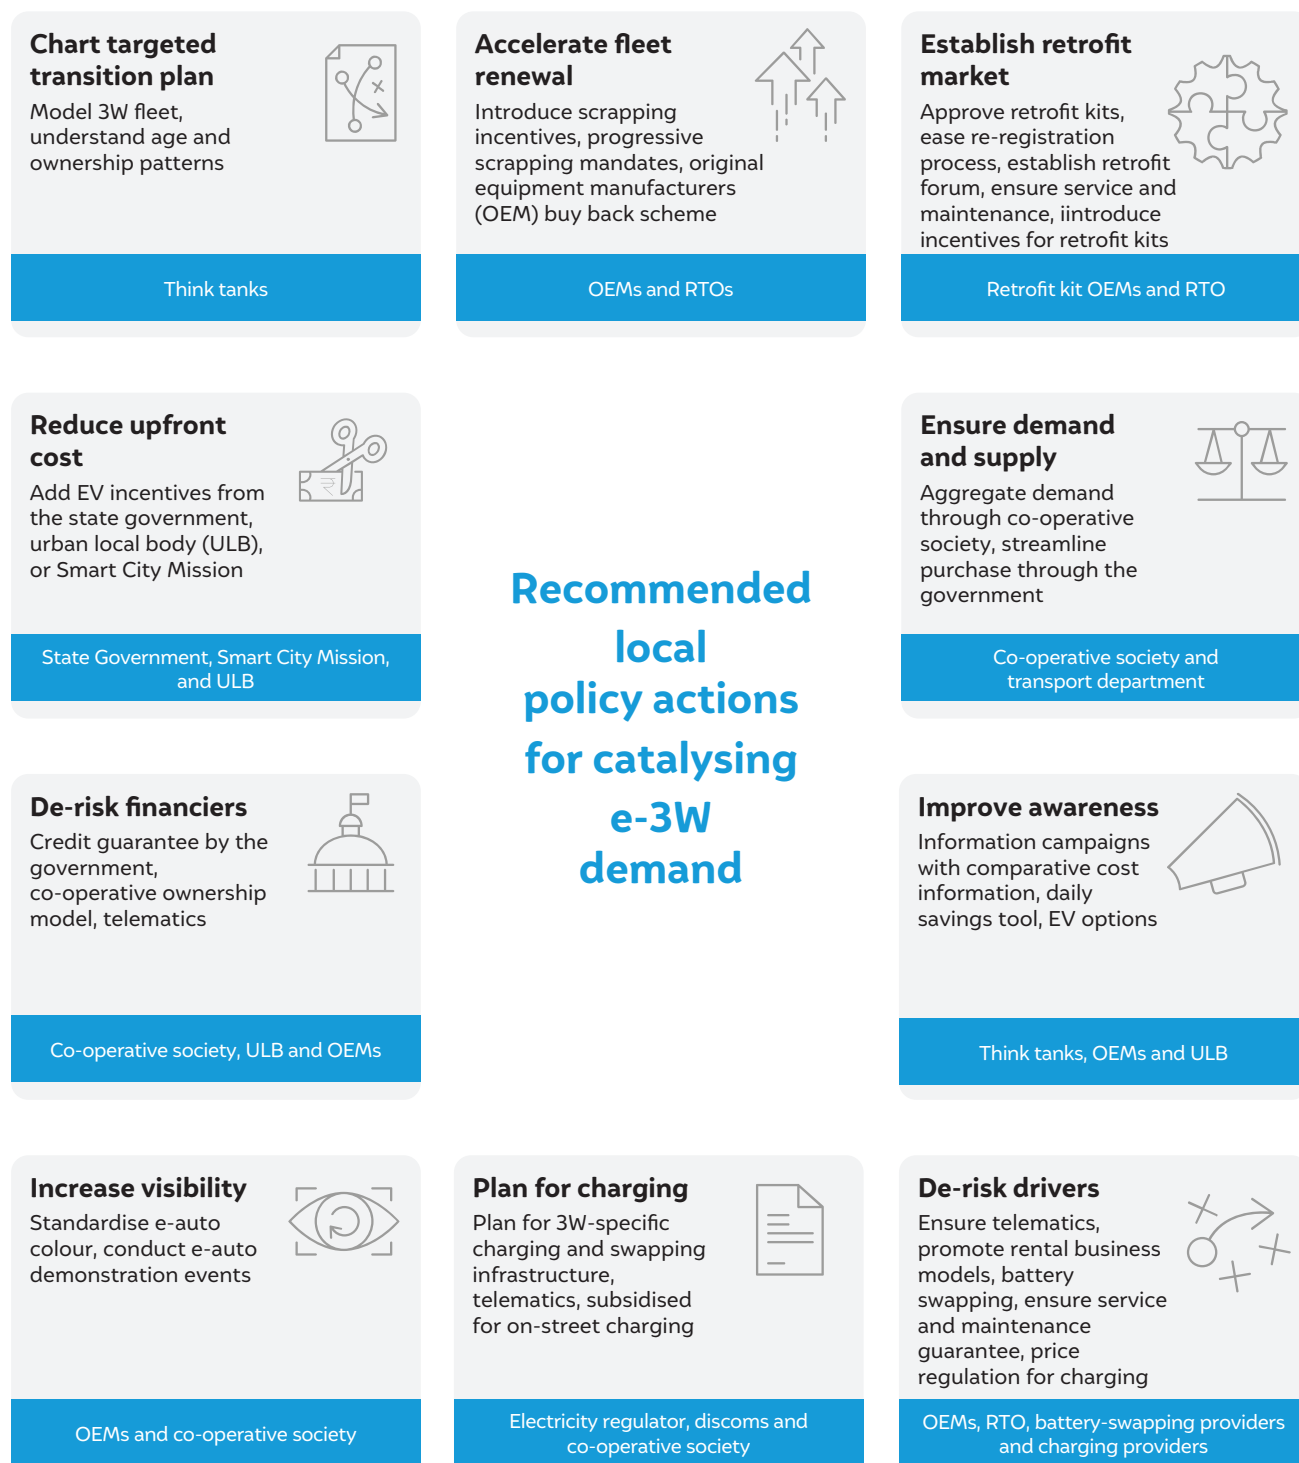 Chart targeted
transition plan
Model 3W fleet,
understand age and
ownership patterns
Think tanks
Accelerate fleet
renewal
Introduce scrapping
incentives, progressive
scrapping mandates, original
equipment manufacturers
(OEM) buy back scheme
OEMs and RTOs
Establish retrofit
market
Approve retrofit kits,
ease re-registration
process, establish retrofit
forum, ensure service and
maintenance, iintroduce
incentives for retrofit kits
Retrofit kit OEMs and RTO
Reduce upfront
cost
Add EV incentives from
the state government,
urban local body (ULB),
or Smart City Mission
₹
State Government, Smart City Mission,
and ULB
Recommended
local
policy actions
for catalysing
e-3W
demand
Ensure demand
and supply
Aggregate demand
through co-operative
society, streamline
purchase through the
government
Co-operative society and
transport department
De-risk financiers
Credit guarantee by the
government,
co-operative ownership
model, telematics
Co-operative society, ULB and OEMs
Improve awareness
Information campaigns
with comparative cost
information, daily
savings tool, EV options
Think tanks, OEMs and ULB
Increase visibility
Standardise e-auto
colour, conduct e-auto
demonstration events
OEMs and co-operative society
Plan for charging
Plan for 3W-specific
charging and swapping
infrastructure,
telematics, subsidised
for on-street charging
Electricity regulator, discoms and
co-operative society
De-risk drivers
Ensure telematics,
promote rental business
models, battery
swapping, ensure service
and maintenance
guarantee, price
regulation for charging
OEMs, RTO, battery-swapping providers
and charging providers